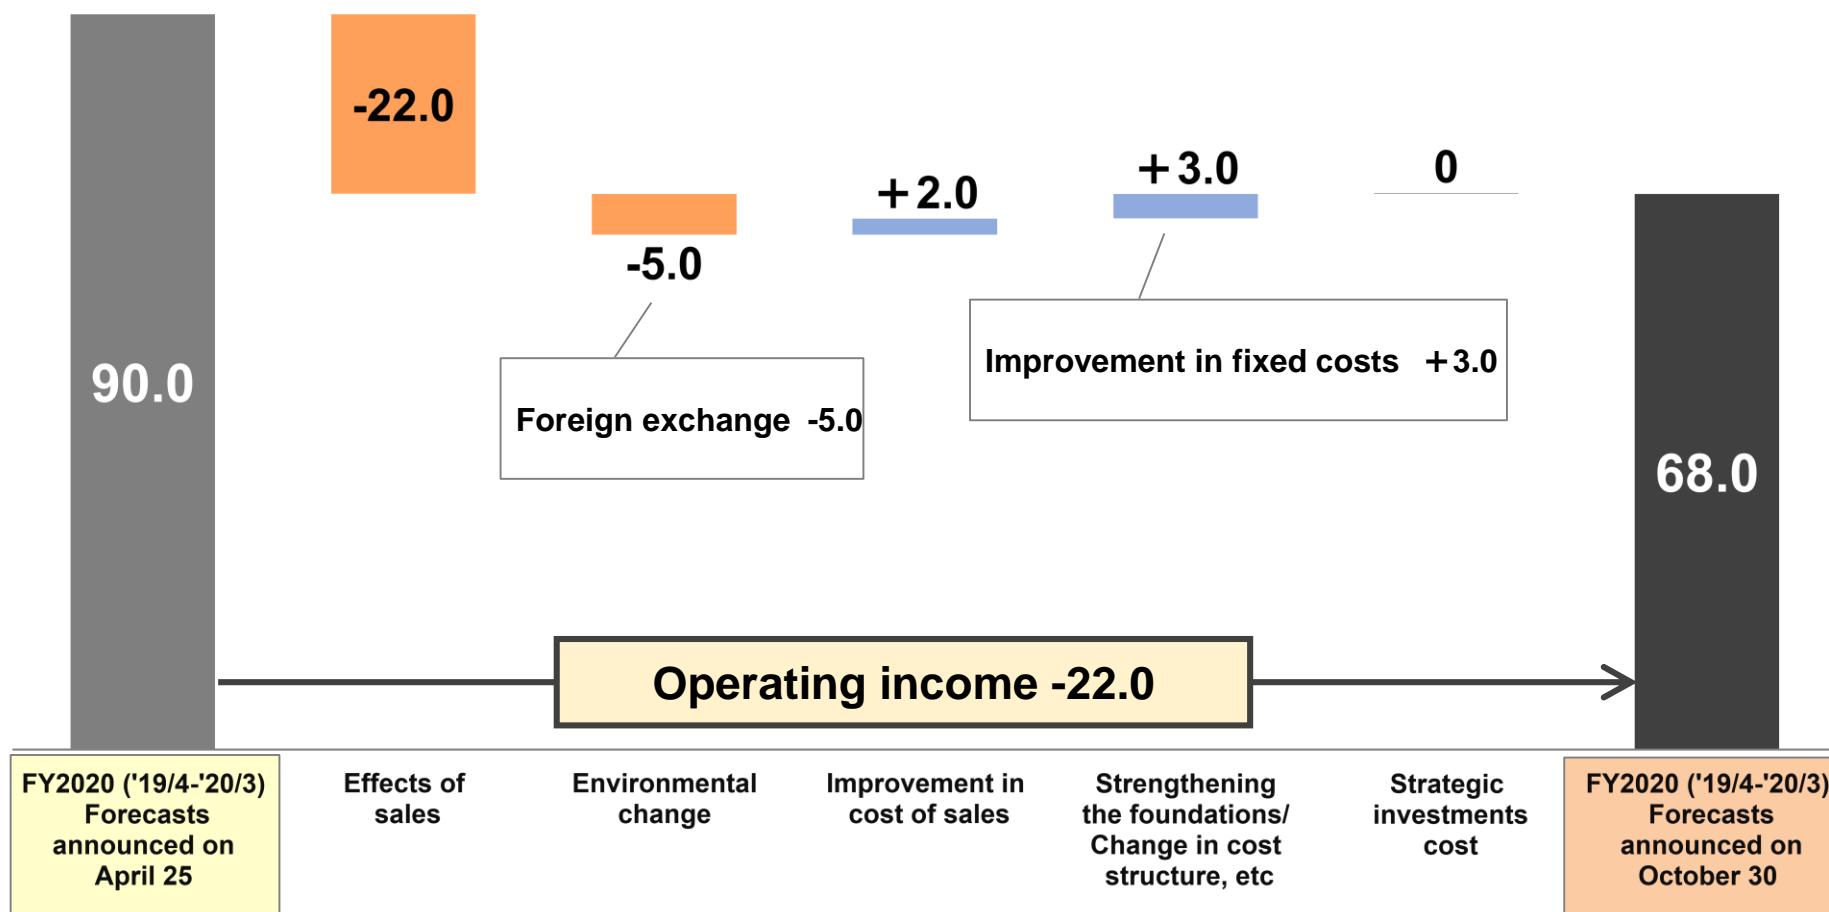 90.0
-22.0
-5.0
Foreign exchange -5.0
+2.0
+3.0
Improvement in fixed costs +3.0
0
68.0
Operating income -22.0
FY2020 ('19/4-'20/3)
Forecasts
announced on
April 25
Effects of
sales
Environmental
change
Improvement in
cost of sales
Strengthening
the foundations/
Change in cost
structure, etc
Strategic
investments
cost
FY2020 ('19/4-'20/3)
Forecasts
announced on
October 30